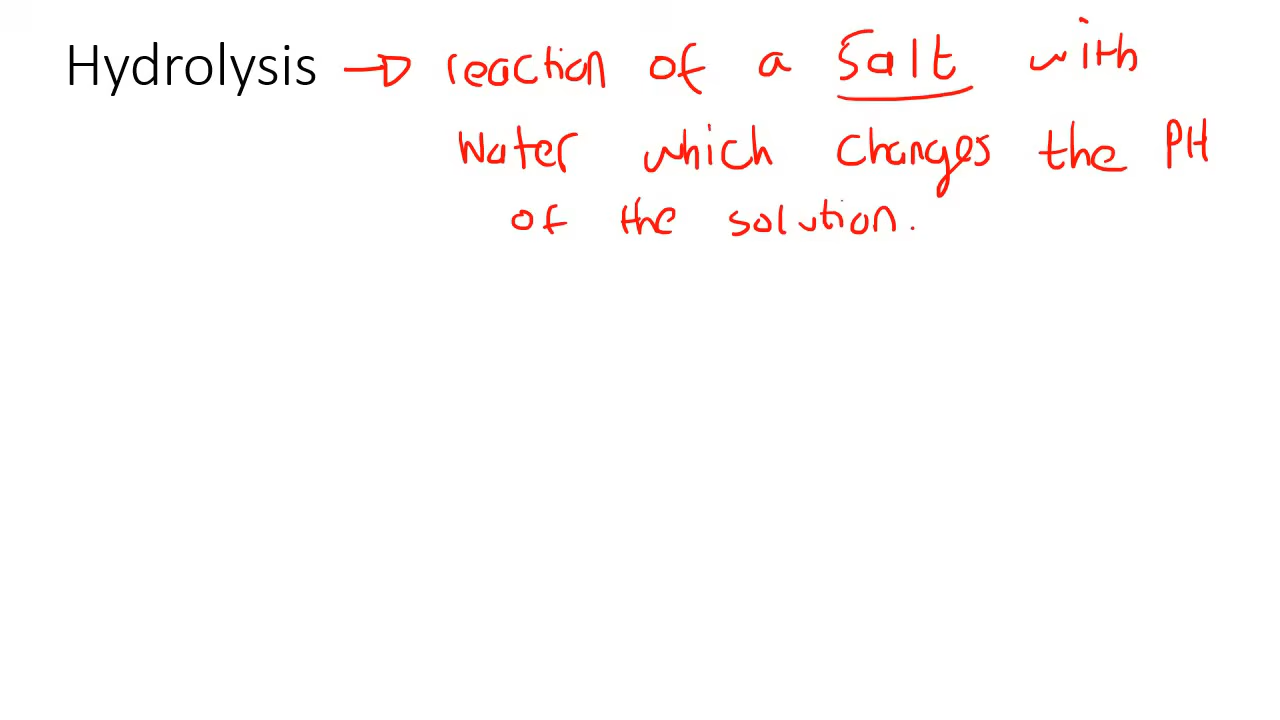 Hydrolysis → reaction of a salt with
water which changes the PH
of the solution.